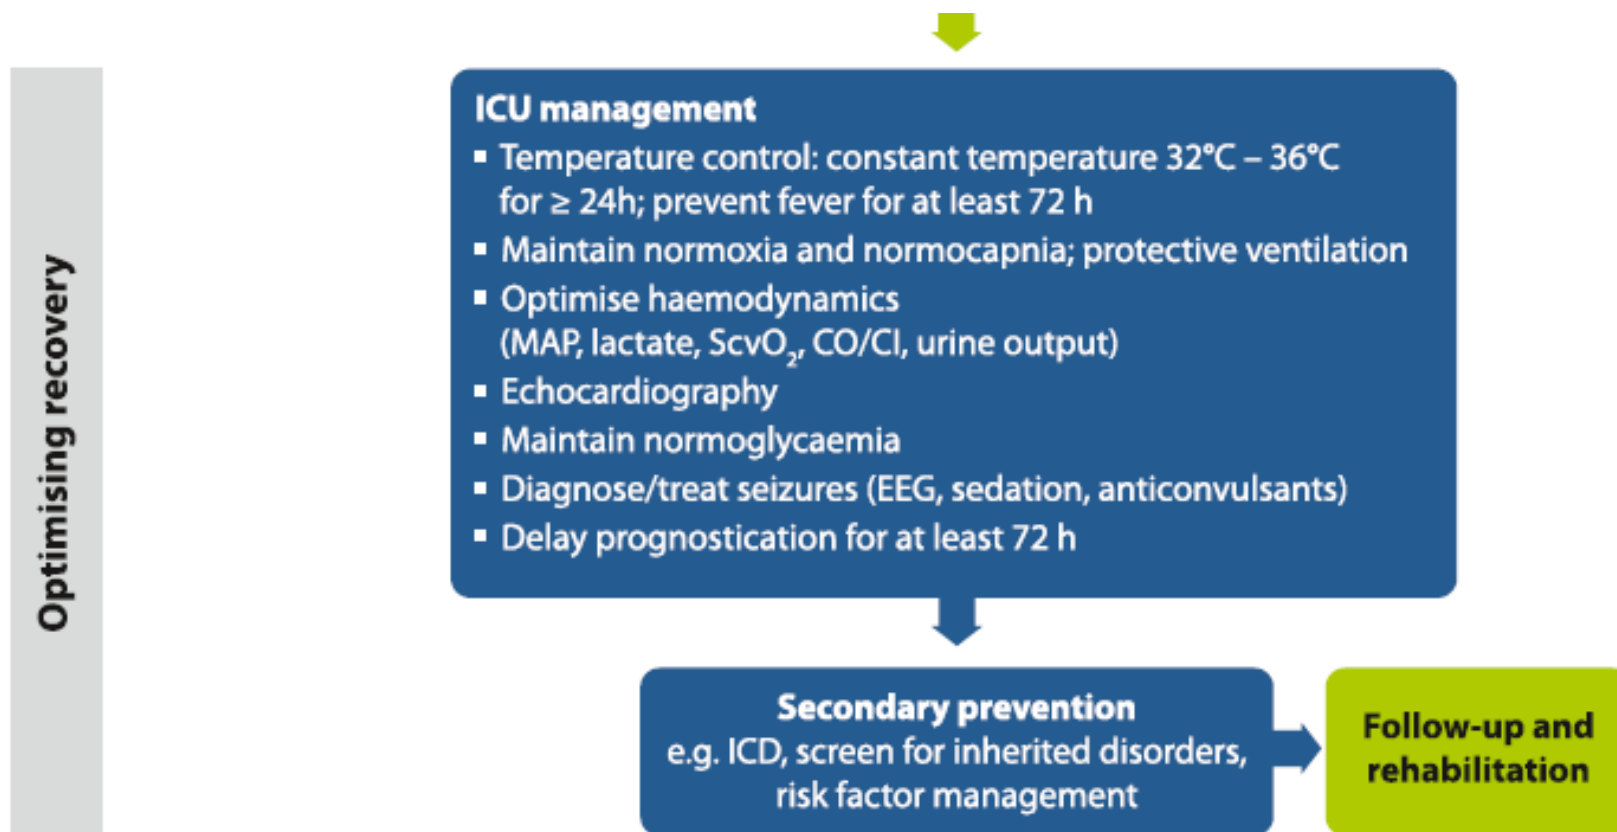 Optimising recovery
ICU management
▪ Temperature control: constant temperature 32°C – 36°C
for ≥ 24h; prevent fever for at least 72 h
▪ Maintain normoxia and normocapnia; protective ventilation
▪ Optimise haemodynamics
(MAP, lactate, ScvO₂, CO/CI, urine output)
▪ Echocardiography
▪ Maintain normoglycaemia
▪ Diagnose/treat seizures (EEG, sedation, anticonvulsants)
▪ Delay prognostication for at least 72 h
Secondary prevention
e.g. ICD, screen for inherited disorders,
risk factor management
Follow-up and
rehabilitation